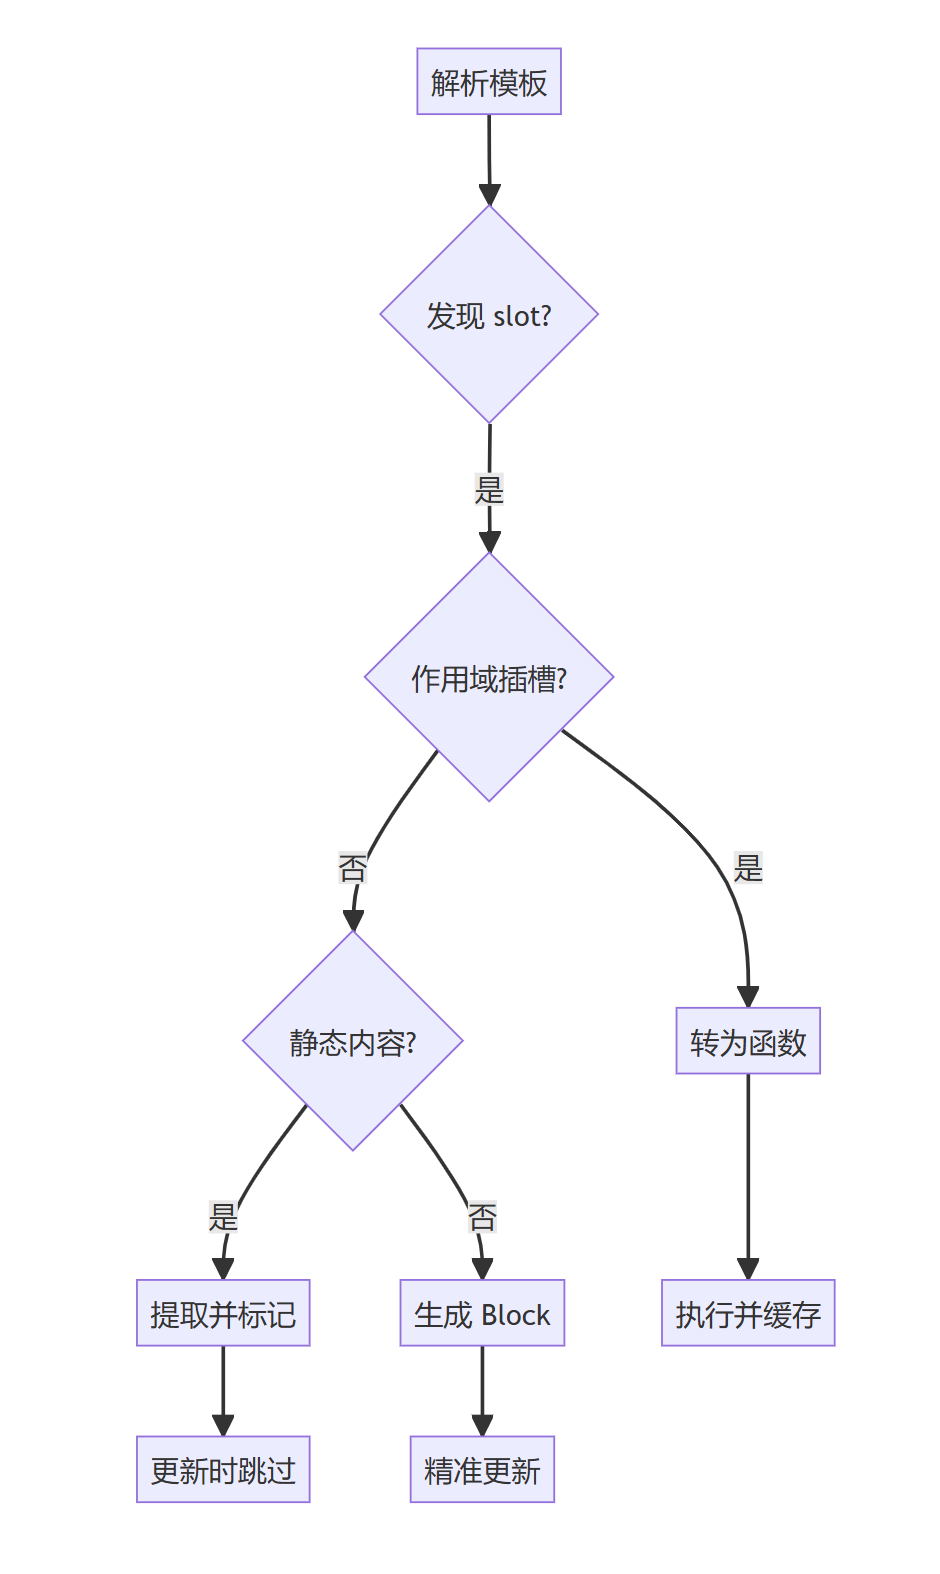 解析模板
发现 slot?
是
作用域插槽?
否
是
静态内容?
转为函数
是
否
提取并标记
生成 Block
执行并缓存
更新时跳过
精准更新